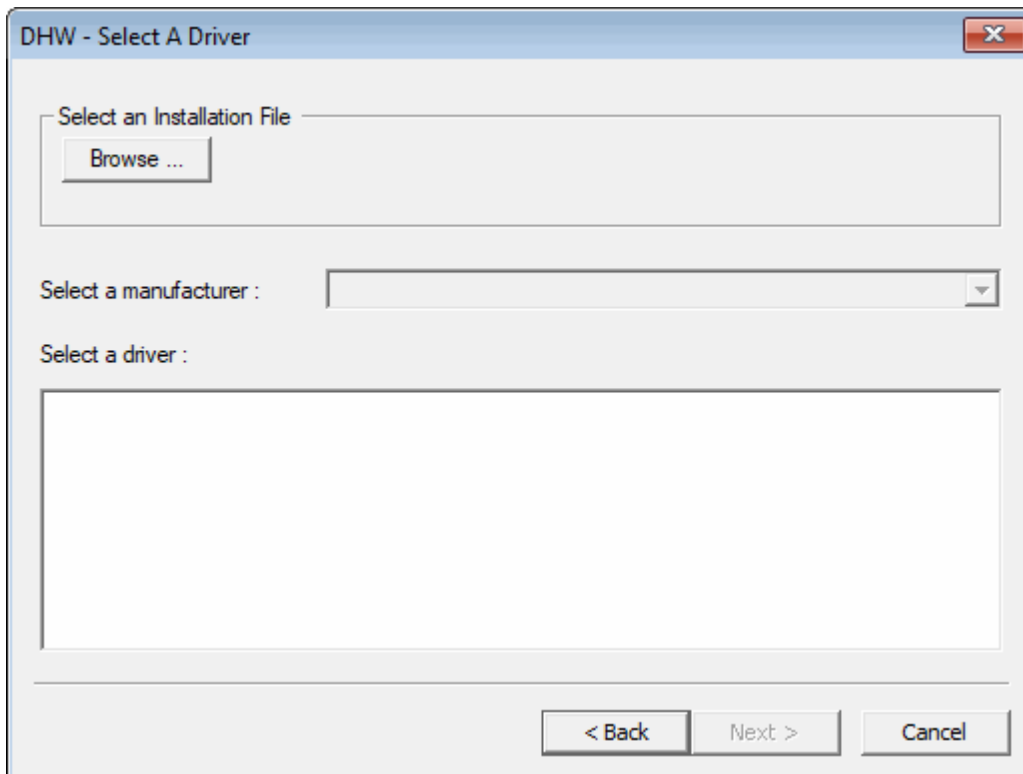 DHW - Select A Driver
Select an Installation File
Browse ...
Select a manufacturer :
Select a driver :
< Back
Next >
Cancel